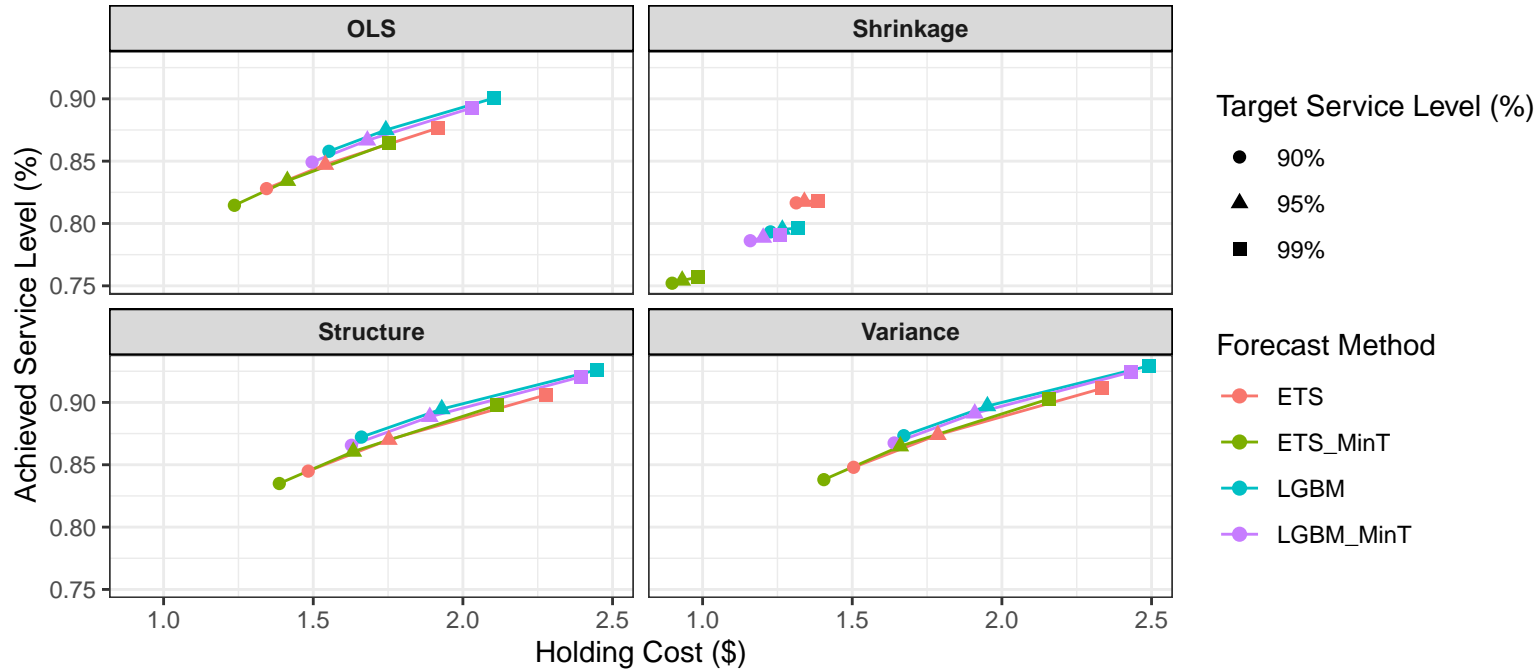 OLS
Shrinkage
Structure
Variance
Achieved Service Level (%)
0.90
0.85
0.80
0.75
0.90
0.85
0.80
0.75
1.0
1.5
2.0
2.5
1.0
1.5
2.0
2.5
Holding Cost ($)
Target Service Level (%)
90%
95%
99%
Forecast Method
ETS
ETS_MinT
LGBM
LGBM_MinT